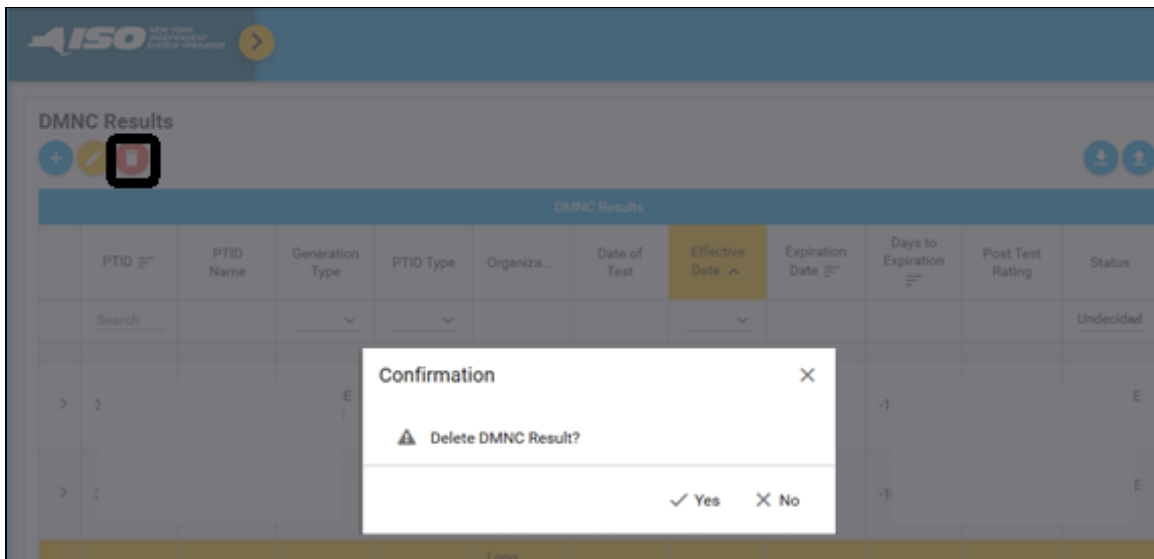 ISO NEW YORK
INDEPENDENT
SYSTEM OPERATOR
DMNC Results
DMNC Results
PTID
PTID
Name
Generation
Type
PTID Type
Organiza...
Date of
Test
Effective
Date
Expiration
Date
Days to
Expiration
Post Test
Rating
Status
Search
Undecided
Confirmation
Delete DMNC Result?
Yes
No
E
-1
E
E
Long